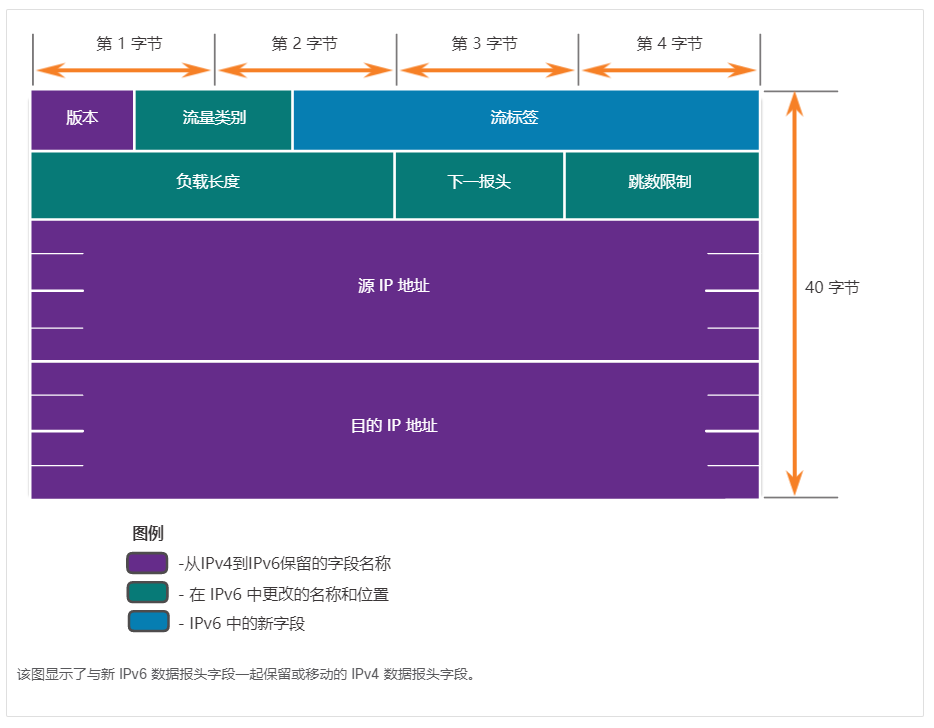 第 1 字节 第 2 字节 第 3 字节 第 4 字节
版本 流量类别 流标签
负载长度 下一报头 跳数限制
源 IP 地址
40 字节
目的 IP 地址
图例
-从IPv4到IPv6保留的字段名称
- 在 IPv6 中更改的名称和位置
- IPv6 中的新字段
该图显示了与新 IPv6 数据报头字段一起保留或移动的 IPv4 数据报头字段。